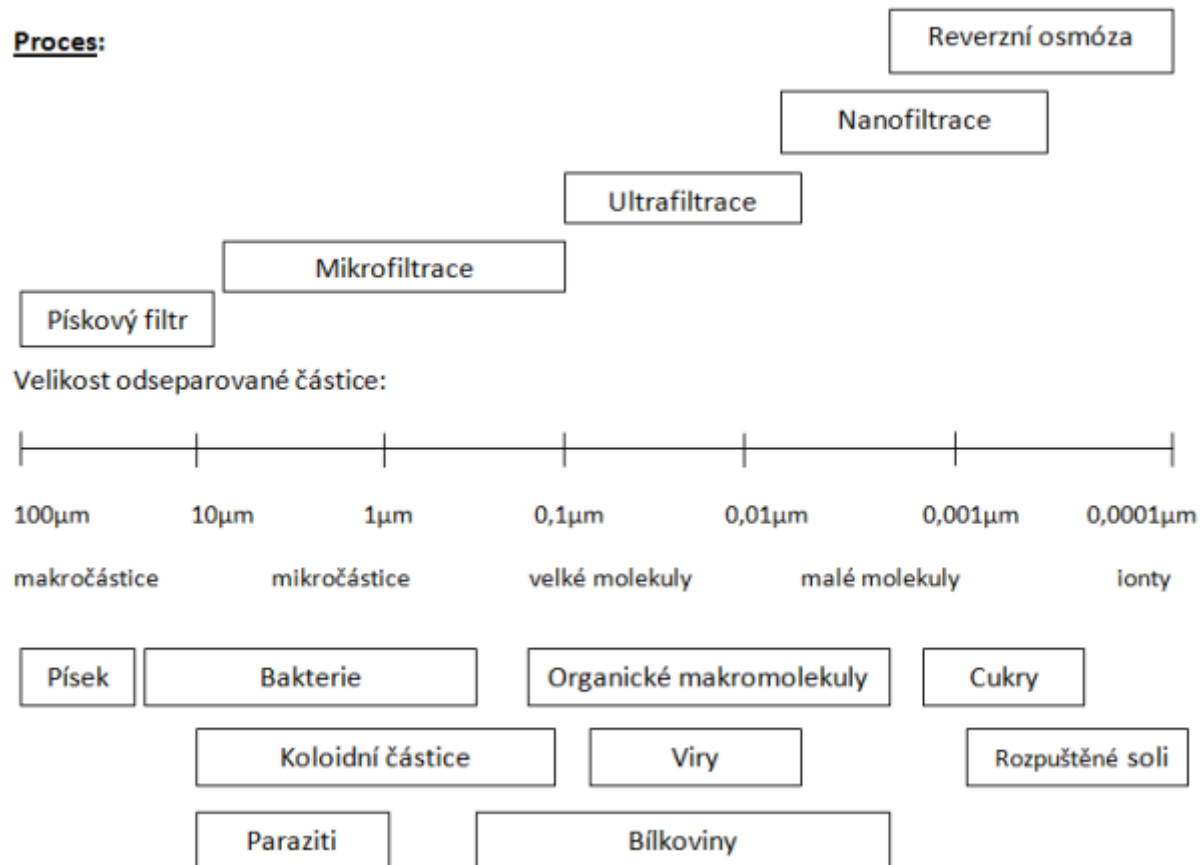 Proces:
Reverzní osmóza
Nanofiltrace
Ultrafiltrace
Mikrofiltrace
Pískový filtr
Velikost odseparované částice:
100µm 10µm 1µm 0,1µm 0,01µm 0,001µm 0,0001µm
makročástice mikročástice velké molekuly malé molekuly ionty
Písek Bakterie Organické makromolekuly Cukry
Koloidní částice Viry Rozpuštěné soli
Paraziti Bílkoviny